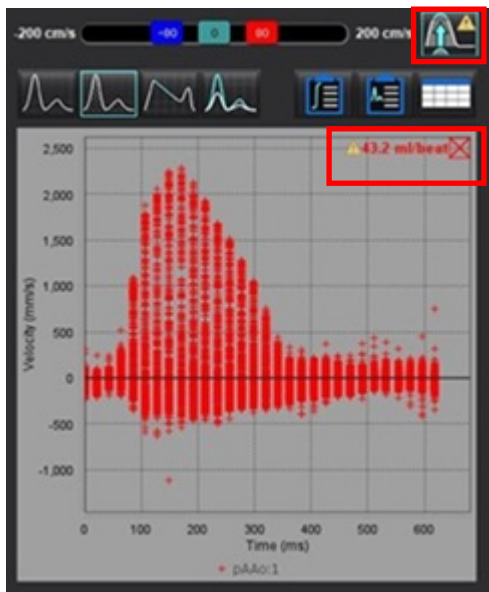 -200 cm/s -80 0 80 200 cm/s
43.2 ml/beat
2,500
2,000
1,500
1,000
500
0
-500
-1,000
Velocity (mm/s)
0 100 200 300 400 500 600
Time (ms)
pAAo:1